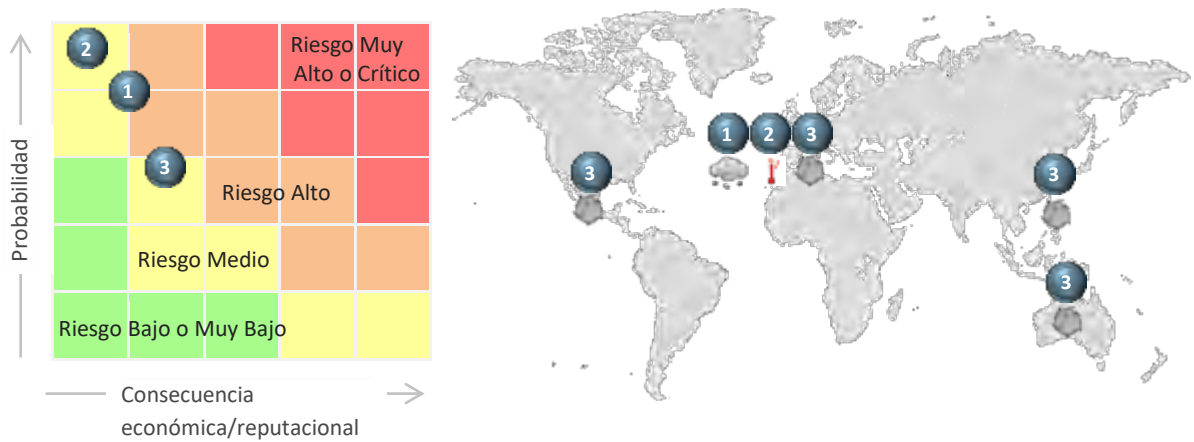 Probabilidad
2
1
3
Riesgo Muy
Alto o Crítico
Riesgo Alto
Riesgo Medio
Riesgo Bajo o Muy Bajo
Consecuencia
económica/reputacional
1
2
3
3
3
3